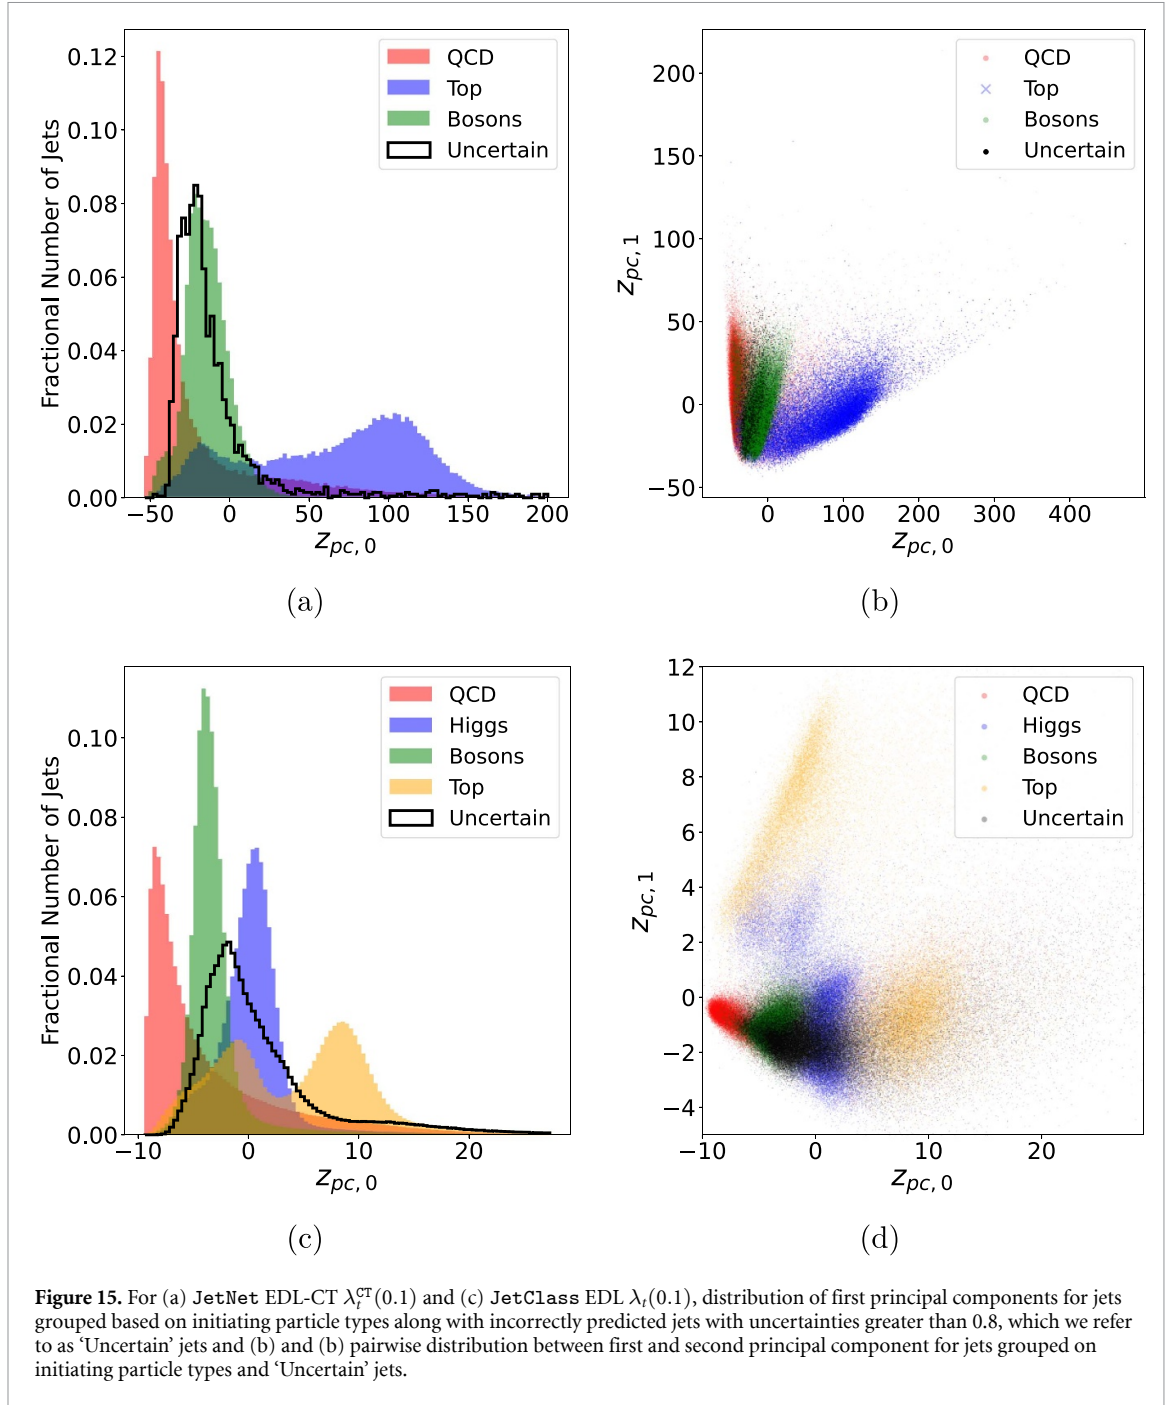 0.12
0.10
0.08
0.06
0.04
0.02
0.00
Fractional Number of Jets
QCD
Top
Bosons
Uncertain
−50 0 50 100 150 200
z_{pc, 0}
(a)
200
150
100
50
0
−50
z_{pc, 1}
QCD
Top
Bosons
Uncertain
0 100 200 300 400
z_{pc, 0}
(b)
0.10
0.08
0.06
0.04
0.02
0.00
Fractional Number of Jets
QCD
Higgs
Bosons
Top
Uncertain
−10 0 10 20
z_{pc, 0}
(c)
12
10
8
6
4
2
0
−2
−4
z_{pc, 1}
QCD
Higgs
Bosons
Top
Uncertain
−10 0 10 20
z_{pc, 0}
(d)
Figure 15. For (a) JetNet EDL-CT λ_t^{CT}(0.1) and (c) JetClass EDL λ_t(0.1), distribution of first principal components for jets
grouped based on initiating particle types along with incorrectly predicted jets with uncertainties greater than 0.8, which we refer
to as ‘Uncertain’ jets and (b) and (b) pairwise distribution between first and second principal component for jets grouped on
initiating particle types and ‘Uncertain’ jets.